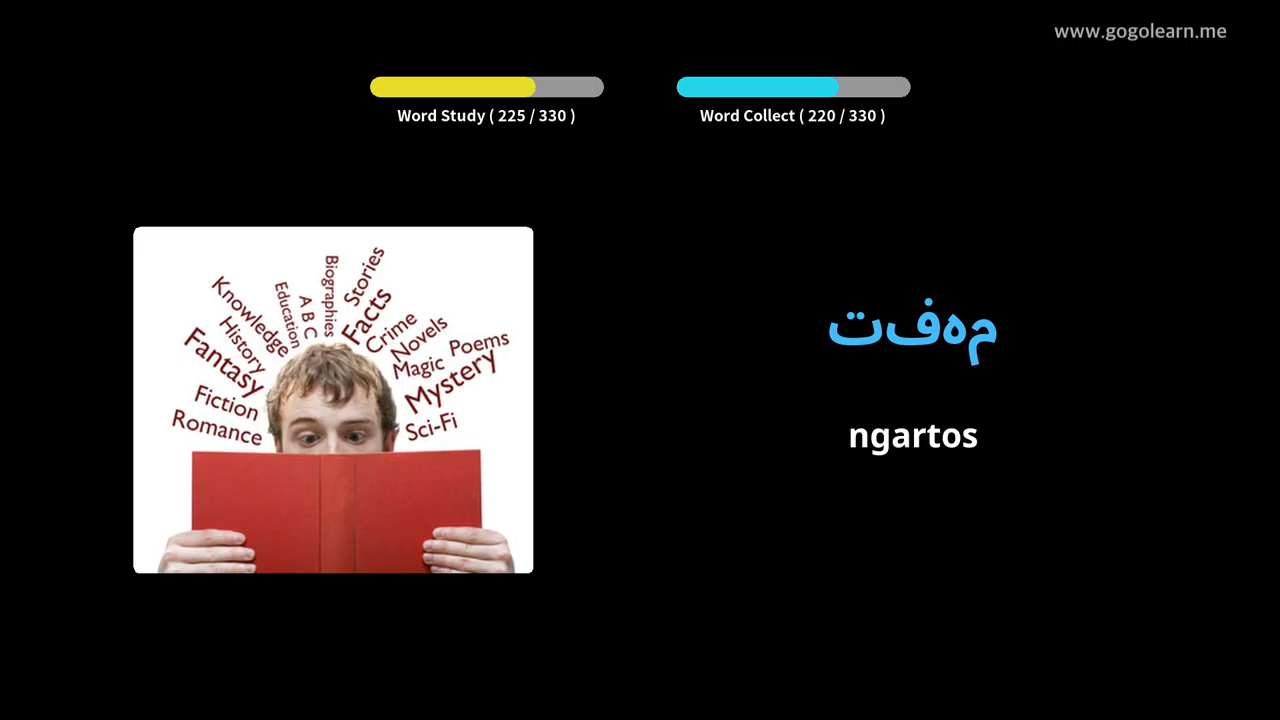 www.gogolearn.me
Word Study ( 225 / 330 )
Word Collect ( 220 / 330 )
Knowledge
History
Fantasy
Fiction
Romance
Education
A B C
Biographies
Stories
Facts
Crime
Novels
Magic
Poems
Mystery
Sci-Fi
مهفت
ngartos